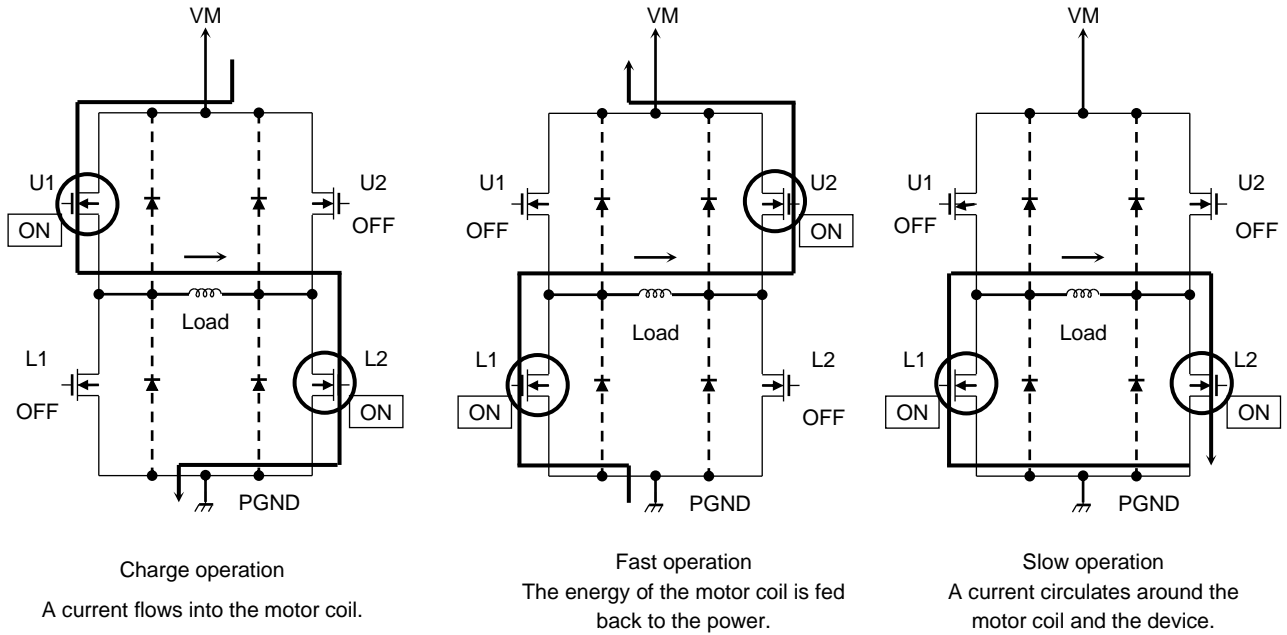 VM
U1
ON
U2
OFF
Load
L1
OFF
L2
ON
PGND
Charge operation
A current flows into the motor coil.
VM
U1
OFF
U2
ON
Load
L1
ON
L2
OFF
PGND
Fast operation
The energy of the motor coil is fed
back to the power.
VM
U1
OFF
U2
OFF
Load
L1
ON
L2
ON
PGND
Slow operation
A current circulates around the
motor coil and the device.